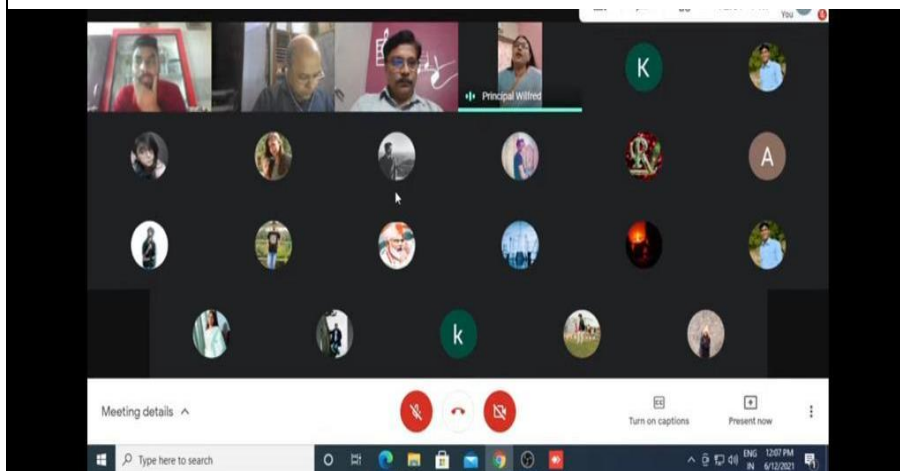 You
Principal Wilfred
K
A
k
Meeting details
Turn on captions
Present now
Type here to search
ENG
IN
12:07 PM
6/12/2021